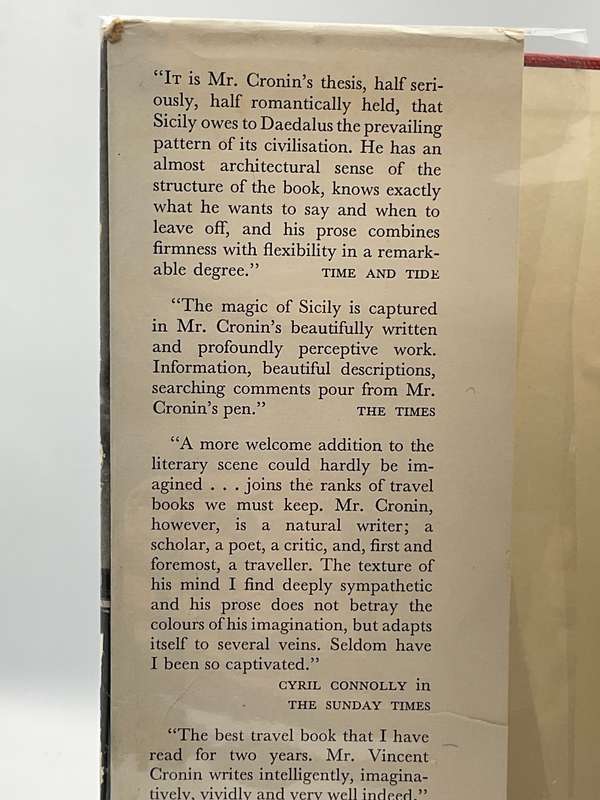 “It is Mr. Cronin’s thesis, half seri-
ously, half romantically held, that
Sicily owes to Daedalus the prevailing
pattern of its civilisation. He has an
almost architectural sense of the
structure of the book, knows exactly
what he wants to say and when to
leave off, and his prose combines
firmness with flexibility in a remark-
able degree.” TIME AND TIDE
“The magic of Sicily is captured
in Mr. Cronin’s beautifully written
and profoundly perceptive work.
Information, beautiful descriptions,
searching comments pour from Mr.
Cronin’s pen.” THE TIMES
“A more welcome addition to the
literary scene could hardly be im-
agined . . . joins the ranks of travel
books we must keep. Mr. Cronin,
however, is a natural writer; a
scholar, a poet, a critic, and, first and
foremost, a traveller. The texture of
his mind I find deeply sympathetic
and his prose does not betray the
colours of his imagination, but adapts
itself to several veins. Seldom have
I been so captivated.”
CYRIL CONNOLLY in
THE SUNDAY TIMES
“The best travel book that I have
read for two years. Mr. Vincent
Cronin writes intelligently, imagina-
tively, vividly and very well indeed.”